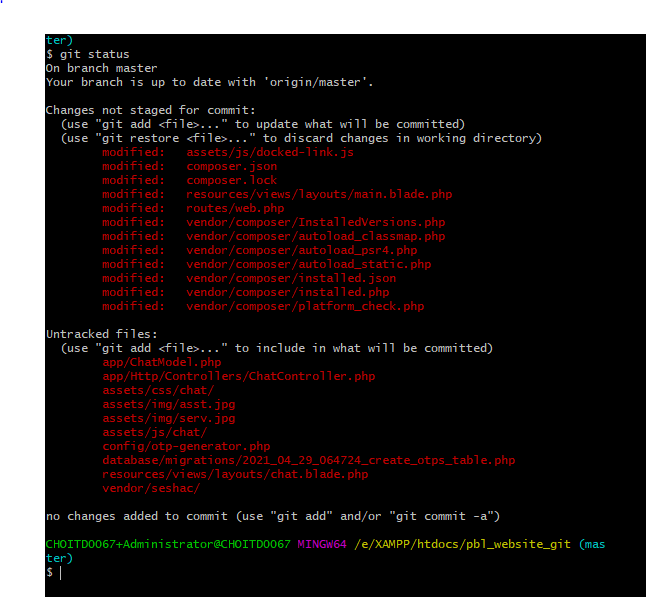 ter)
$ git status
On branch master
Your branch is up to date with 'origin/master'.
Changes not staged for commit:
(use "git add <file>..." to update what will be committed)
(use "git restore <file>..." to discard changes in working directory)
modified: assets/js/docked-link.js
modified: composer.json
modified: composer.lock
modified: resources/views/layouts/main.blade.php
modified: routes/web.php
modified: vendor/composer/InstalledVersions.php
modified: vendor/composer/autoload_classmap.php
modified: vendor/composer/autoload_psr4.php
modified: vendor/composer/autoload_static.php
modified: vendor/composer/installed.json
modified: vendor/composer/installed.php
modified: vendor/composer/platform_check.php
Untracked files:
(use "git add <file>..." to include in what will be committed)
app/ChatModel.php
app/Http/Controllers/ChatController.php
assets/css/chat/
assets/img/asst.jpg
assets/img/serv.jpg
assets/js/chat/
config/otp-generator.php
database/migrations/2021_04_29_064724_create_otps_table.php
resources/views/layouts/chat.blade.php
vendor/seshac/
no changes added to commit (use "git add" and/or "git commit -a")
CHOITD0067+Administrator@CHOITD0067 MINGW64 /e/XAMPP/htdocs/pbl_website_git (mas
ter)
$